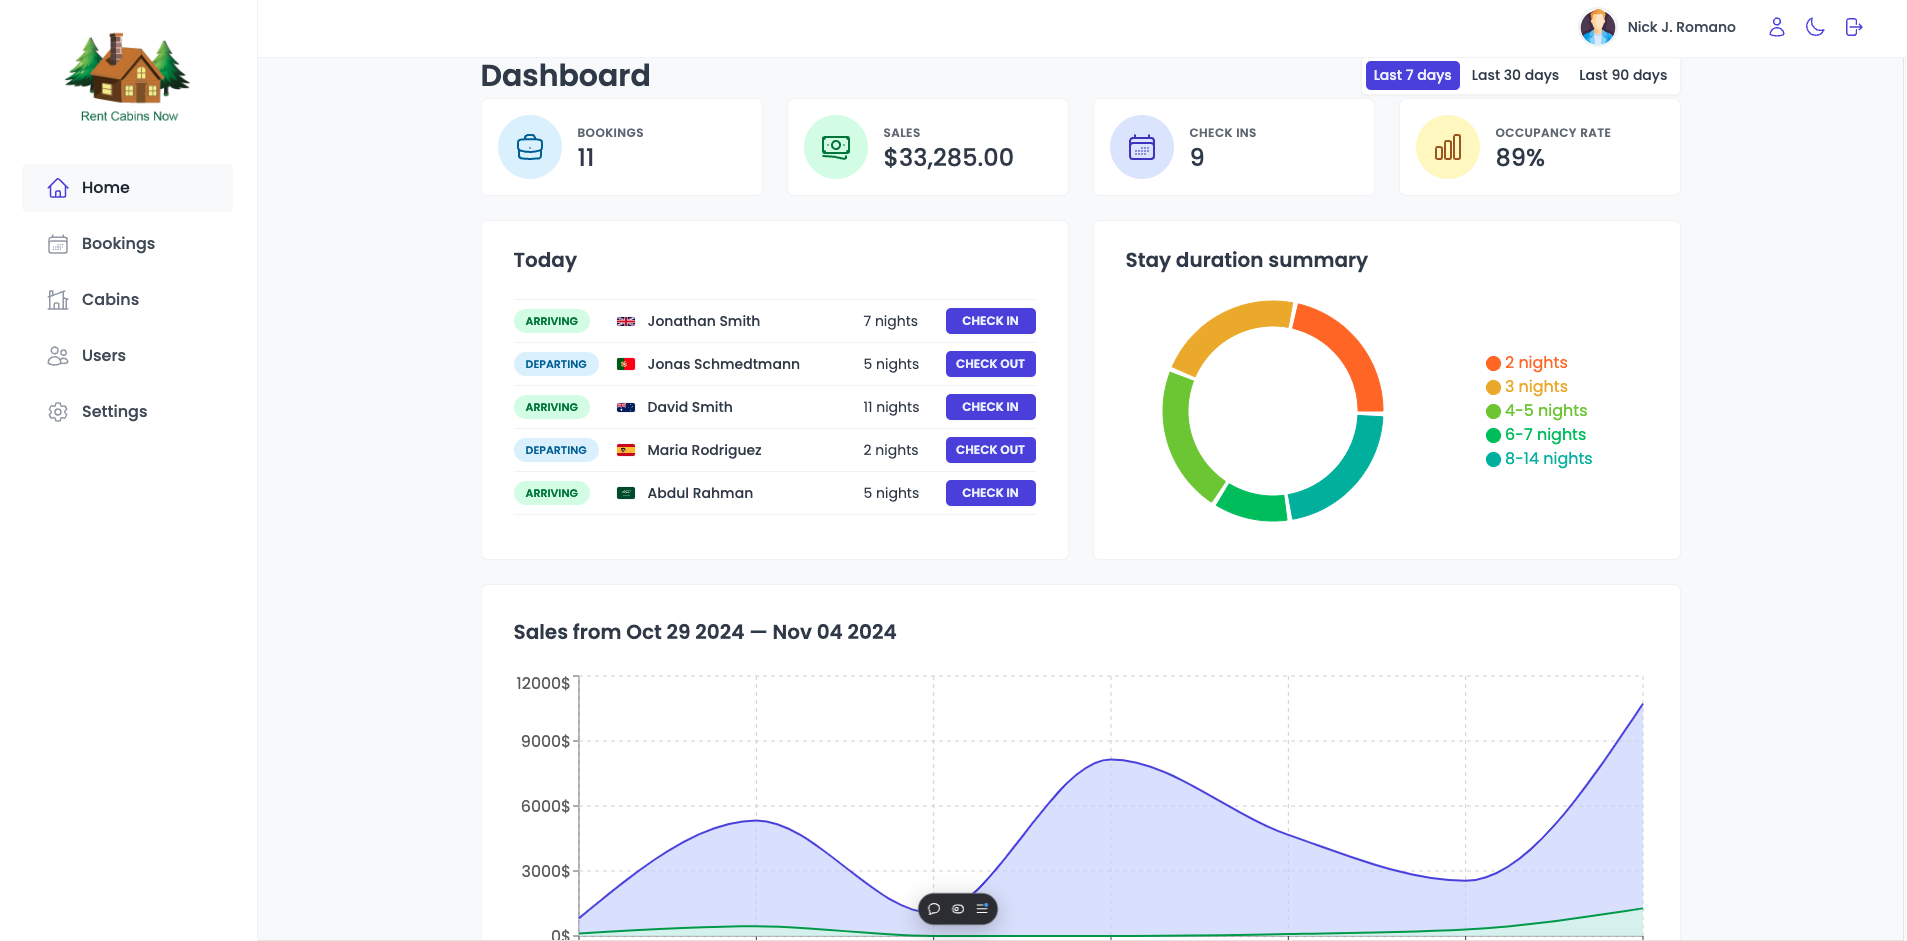 Rent Cabins Now
Home
Bookings
Cabins
Users
Settings
Nick J. Romano
Dashboard
Last 7 days Last 30 days Last 90 days
BOOKINGS
11
SALES
$33,285.00
CHECK INS
9
OCCUPANCY RATE
89%
Today
ARRIVING Jonathan Smith 7 nights CHECK IN
DEPARTING Jonas Schmedtmann 5 nights CHECK OUT
ARRIVING David Smith 11 nights CHECK IN
DEPARTING Maria Rodriguez 2 nights CHECK OUT
ARRIVING Abdul Rahman 5 nights CHECK IN
Stay duration summary
2 nights
3 nights
4-5 nights
6-7 nights
8-14 nights
Sales from Oct 29 2024 — Nov 04 2024
12000$
9000$
6000$
3000$
0$